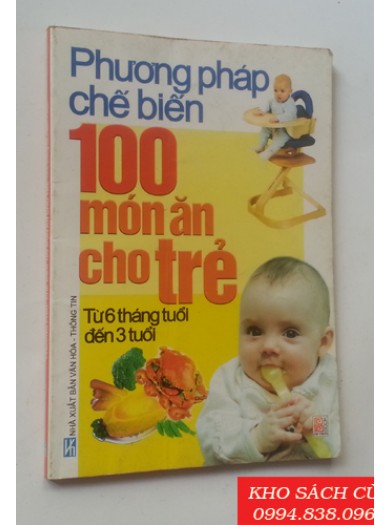 Phương pháp
chế biến
100
món ăn
cho trẻ
Từ 6 tháng tuổi
đến 3 tuổi
NHÀ XUẤT BẢN VĂN HÓA - THÔNG TIN
KHO SÁCH CŨ
0994.838.096